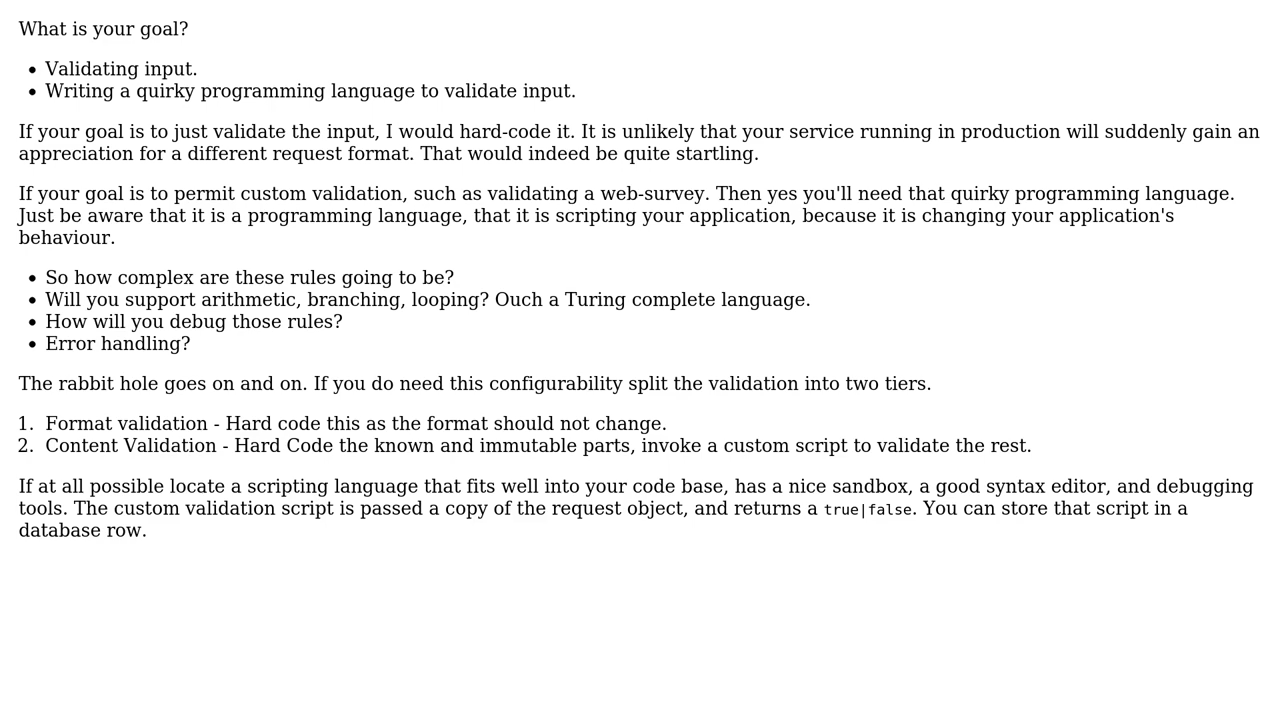 What is your goal?
• Validating input.
• Writing a quirky programming language to validate input.
If your goal is to just validate the input, I would hard-code it. It is unlikely that your service running in production will suddenly gain an
appreciation for a different request format. That would indeed be quite startling.
If your goal is to permit custom validation, such as validating a web-survey. Then yes you'll need that quirky programming language.
Just be aware that it is a programming language, that it is scripting your application, because it is changing your application's
behaviour.
• So how complex are these rules going to be?
• Will you support arithmetic, branching, looping? Ouch a Turing complete language.
• How will you debug those rules?
• Error handling?
The rabbit hole goes on and on. If you do need this configurability split the validation into two tiers.
1. Format validation - Hard code this as the format should not change.
2. Content Validation - Hard Code the known and immutable parts, invoke a custom script to validate the rest.
If at all possible locate a scripting language that fits well into your code base, has a nice sandbox, a good syntax editor, and debugging
tools. The custom validation script is passed a copy of the request object, and returns a true|false. You can store that script in a
database row.